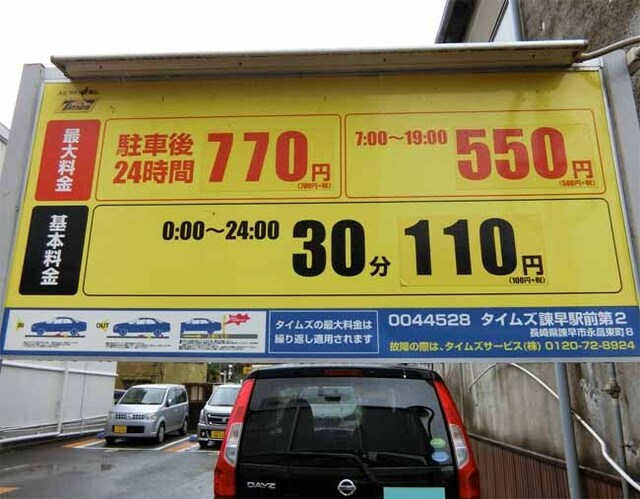 Times
最大料金
駐車後
24時間
770円
(700円+税)
7:00～19:00
550円
(500円+税)
基本料金
0:00～24:00
30分
110円
(100円+税)
IN
OUT
タイムズの最大料金は
繰り返し適用されます
0044528 タイムズ諫早駅前第2
長崎県諫早市永昌東町8
故障の際は、タイムズサービス(株) 0120-72-8924
DAYZ